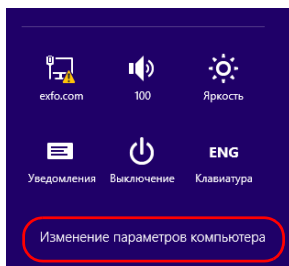 exfo.com
100
Яркость
ENG
Уведомления
Выключение
Клавиатура
Изменение параметров компьютера